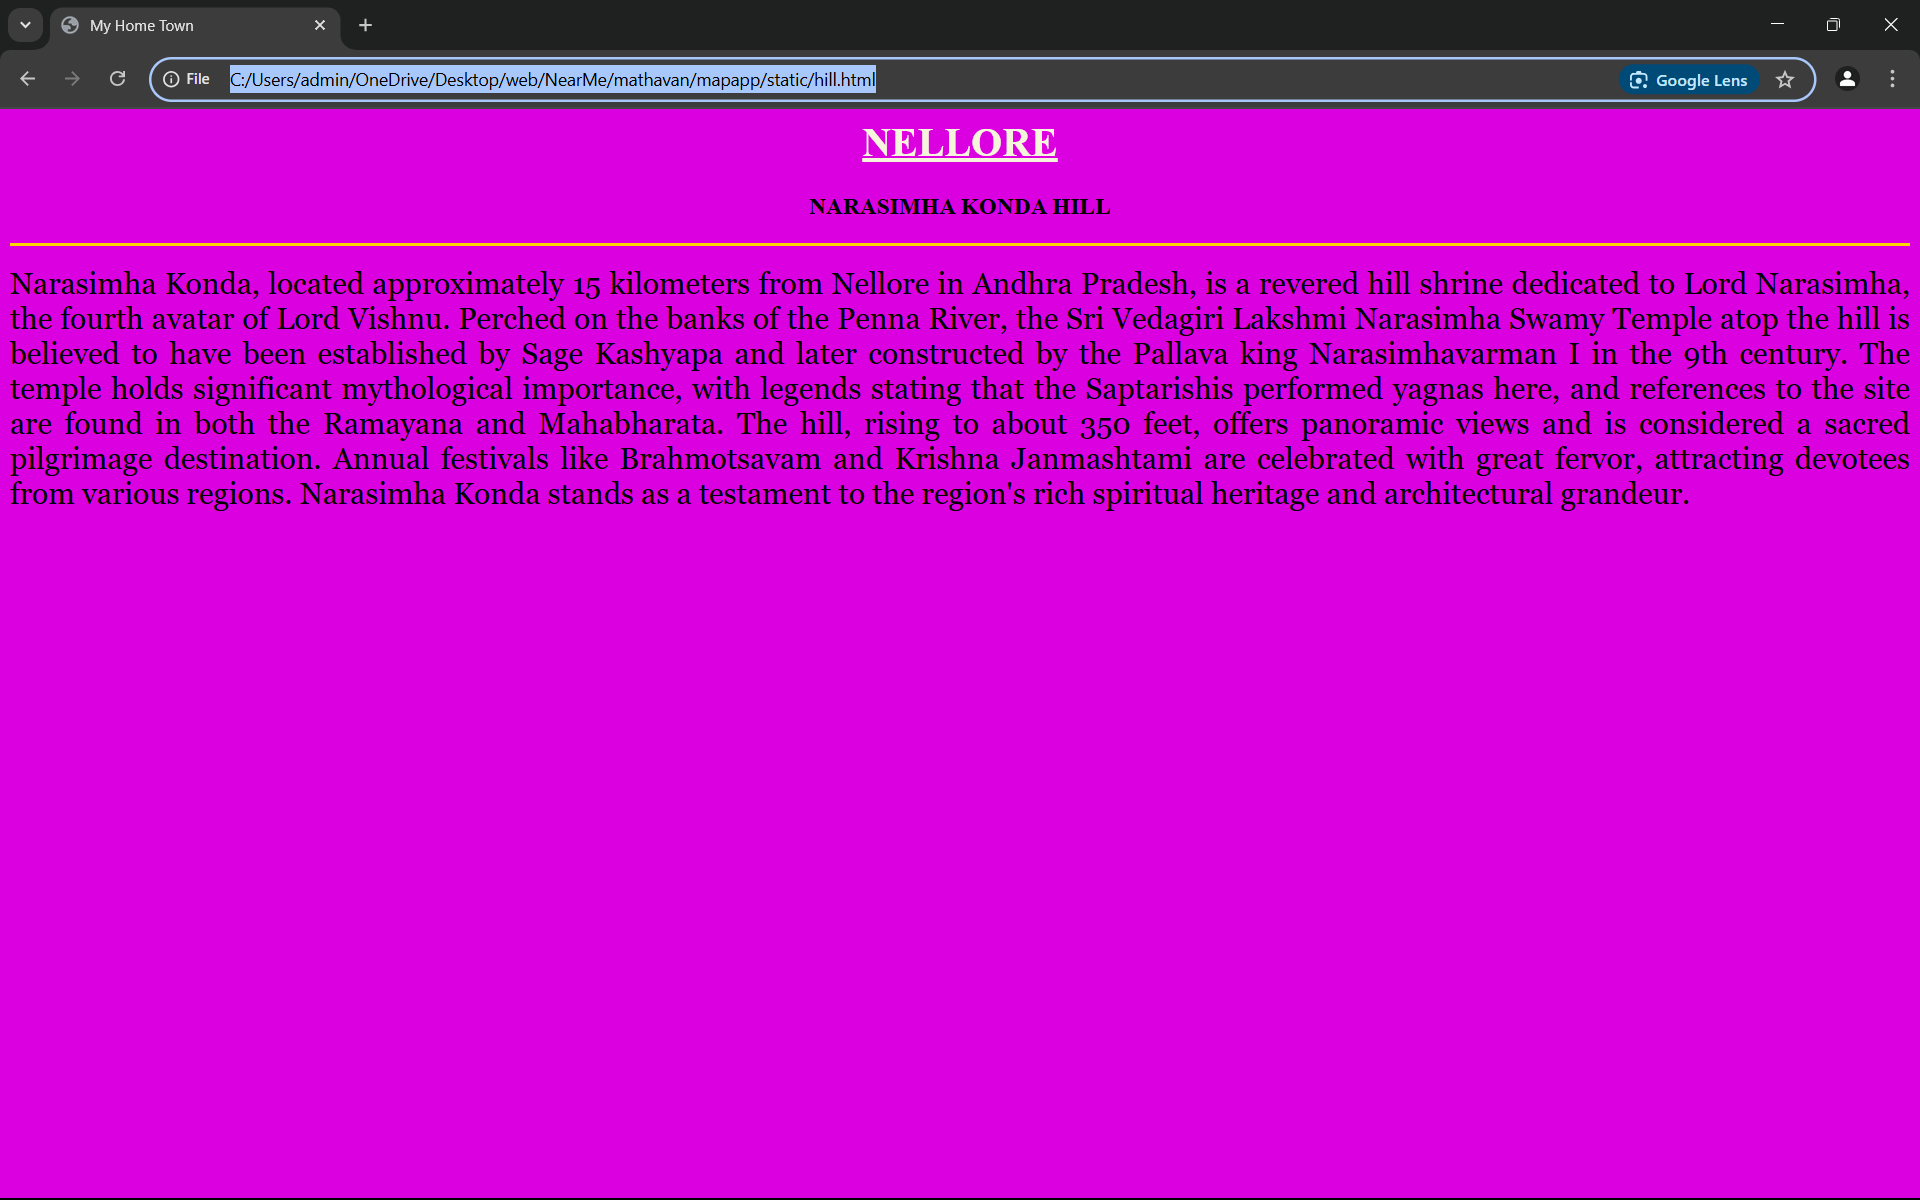 My Home Town
File C:/Users/admin/OneDrive/Desktop/web/NearMe/mathavan/mapapp/static/hill.html Google Lens
NELLORE
NARASIMHA KONDA HILL
Narasimha Konda, located approximately 15 kilometers from Nellore in Andhra Pradesh, is a revered hill shrine dedicated to Lord Narasimha,
the fourth avatar of Lord Vishnu. Perched on the banks of the Penna River, the Sri Vedagiri Lakshmi Narasimha Swamy Temple atop the hill is
believed to have been established by Sage Kashyapa and later constructed by the Pallava king Narasimhavarman I in the 9th century. The
temple holds significant mythological importance, with legends stating that the Saptarishis performed yagnas here, and references to the site
are found in both the Ramayana and Mahabharata. The hill, rising to about 350 feet, offers panoramic views and is considered a sacred
pilgrimage destination. Annual festivals like Brahmotsavam and Krishna Janmashtami are celebrated with great fervor, attracting devotees
from various regions. Narasimha Konda stands as a testament to the region's rich spiritual heritage and architectural grandeur.